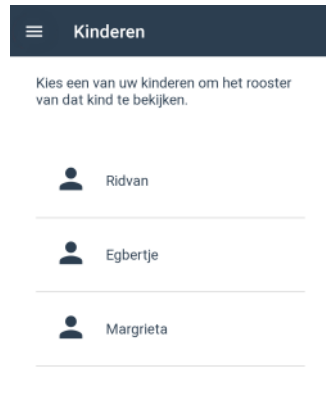 Kinderen
Kies een van uw kinderen om het rooster
van dat kind te bekijken.
Ridvan
Egbertje
Margrieta